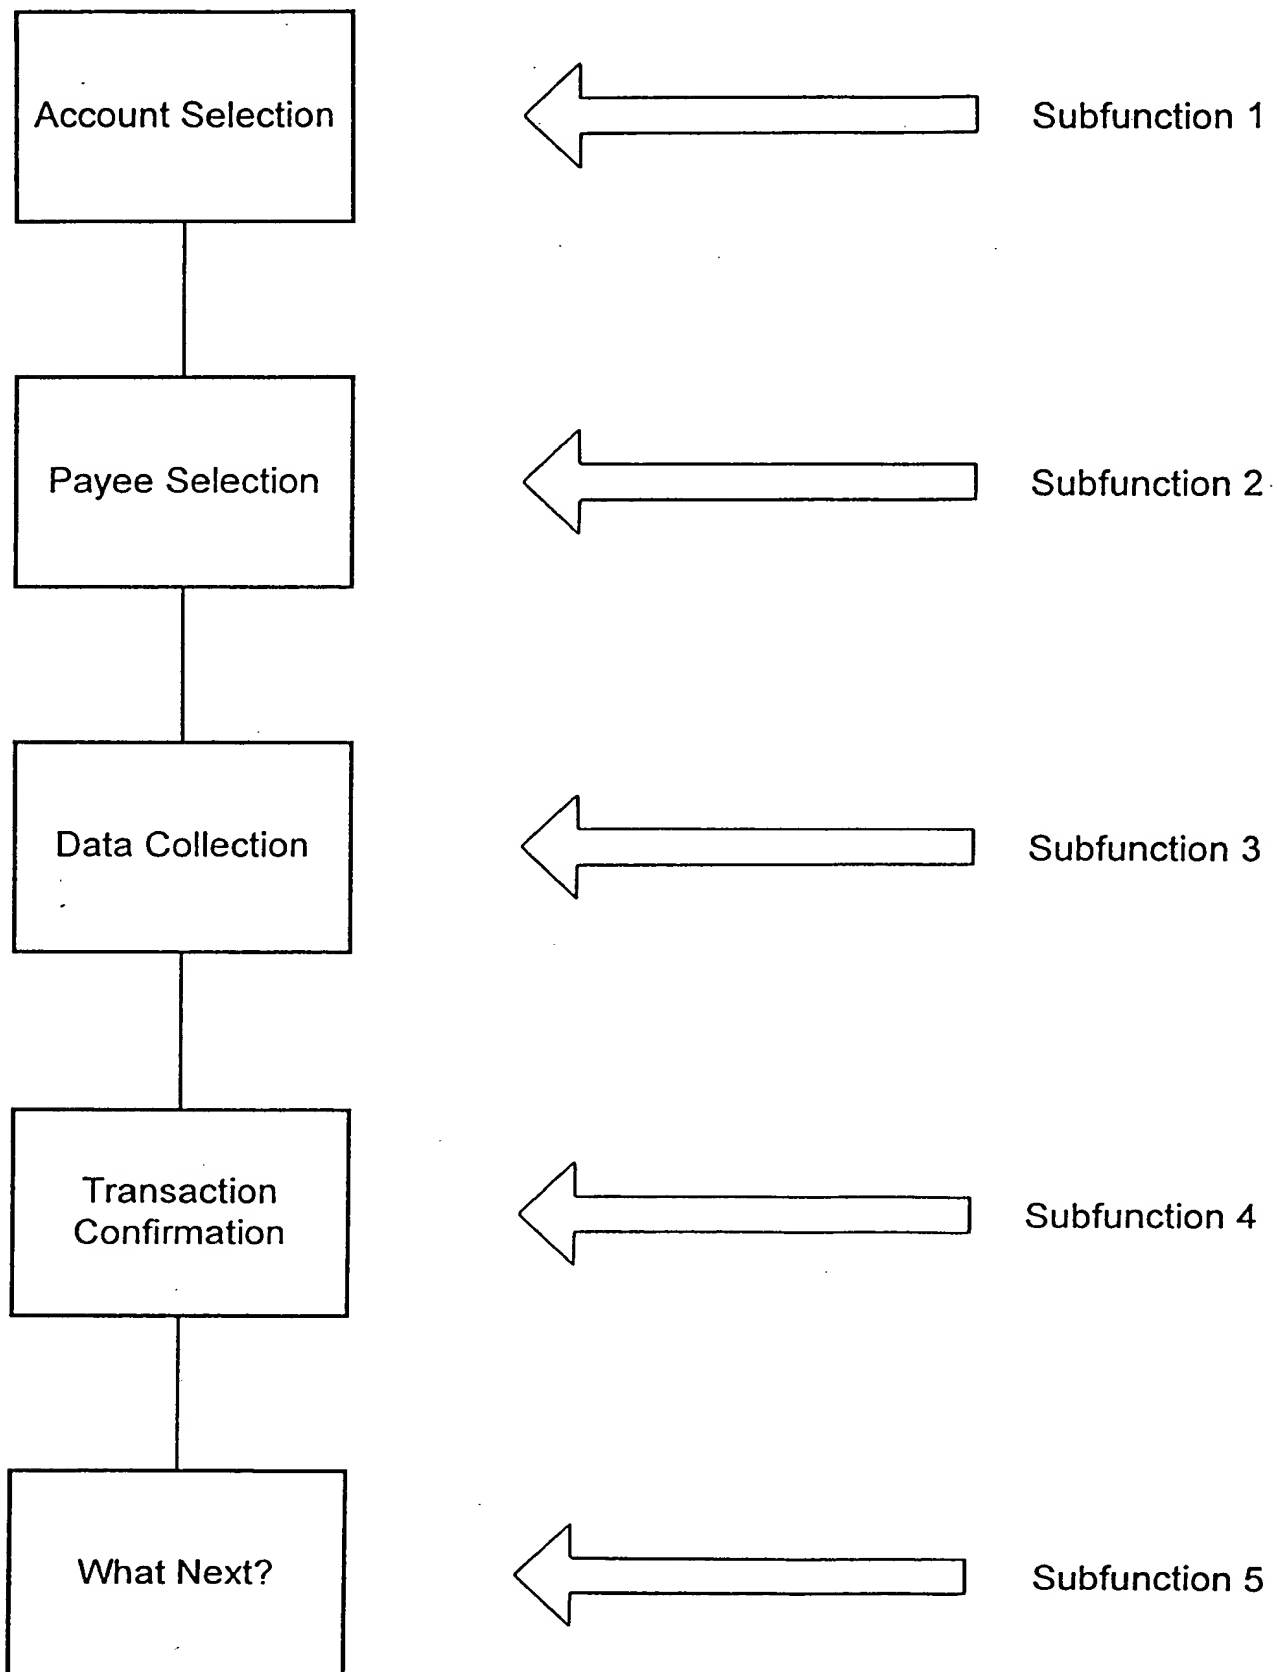 Account Selection
Subfunction 1
Payee Selection
Subfunction 2
Data Collection
Subfunction 3
Transaction
Confirmation
Subfunction 4
What Next?
Subfunction 5